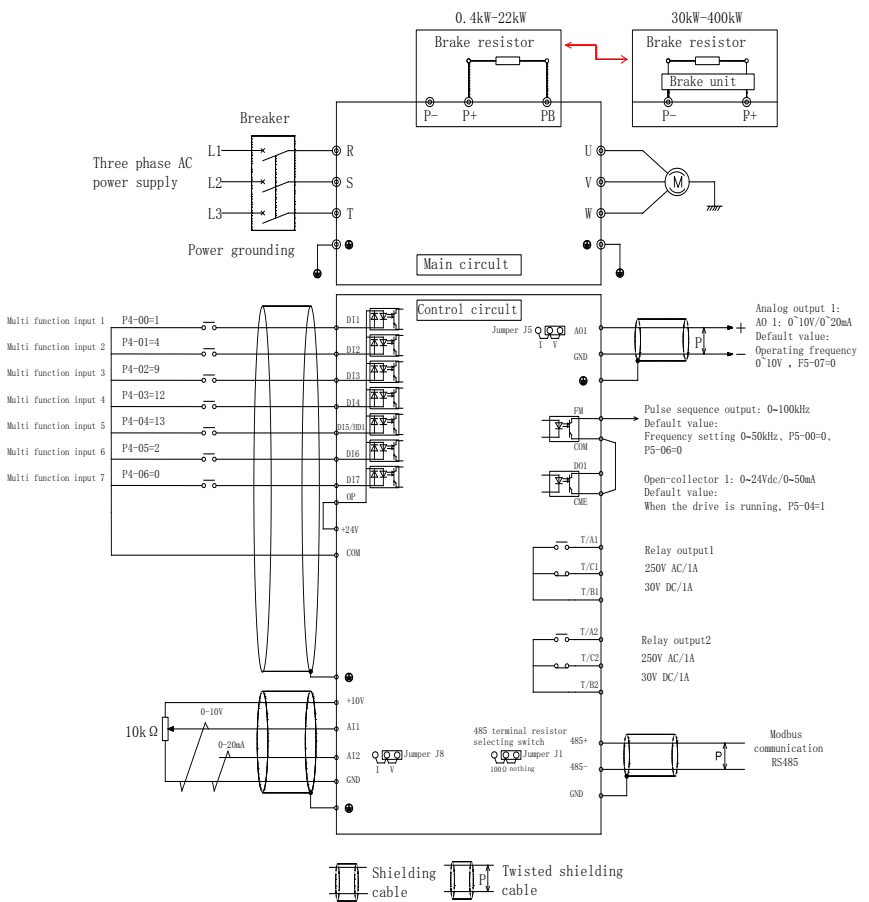 0.4kW-22kW
30kW-400kW
Brake resistor
Brake resistor
Brake unit
P-
P+
PB
P-
P+
Breaker
Three phase AC
power supply
L1
L2
L3
R
S
T
U
V
W
M
Power grounding
Main circult
Control circult
Multi function input 1
P4-00=1
DI1
Multi function input 2
P4-01=4
DI2
Multi function input 3
P4-02=9
DI3
Multi function input 4
P4-03=12
DI4
Multi function input 5
P4-04=13
DI5/HDI
Multi function input 6
P4-05=2
DI6
Multi function input 7
P4-06=0
DI7
OP
+24V
COM
Jumper J5
I V
AO1
GND
P
+
−
Analog output 1:
AO 1: 0~10V/0~20mA
Default value:
Operating frequency
0~10V , F5-07=0
FM
COM
Pulse sequence output: 0~100kHz
Default value:
Frequency setting 0~50kHz、P5-00=0、
P5-06=0
DO1
CME
Open-collector 1: 0~24Vdc/0~50mA
Default value:
When the drive is running, P5-04=1
T/A1
T/C1
T/B1
Relay output1
250V AC/1A
30V DC/1A
T/A2
T/C2
T/B2
Relay output2
250V AC/1A
30V DC/1A
10kΩ
0-10V
0-20mA
+10V
AI1
AI2
GND
Jumper J8
I V
485 terminal resistor
selecting switch
Jumper J1
100Ω nothing
485+
485-
GND
P
Modbus
communication
RS485
Shielding
cable
P
Twisted shielding
cable